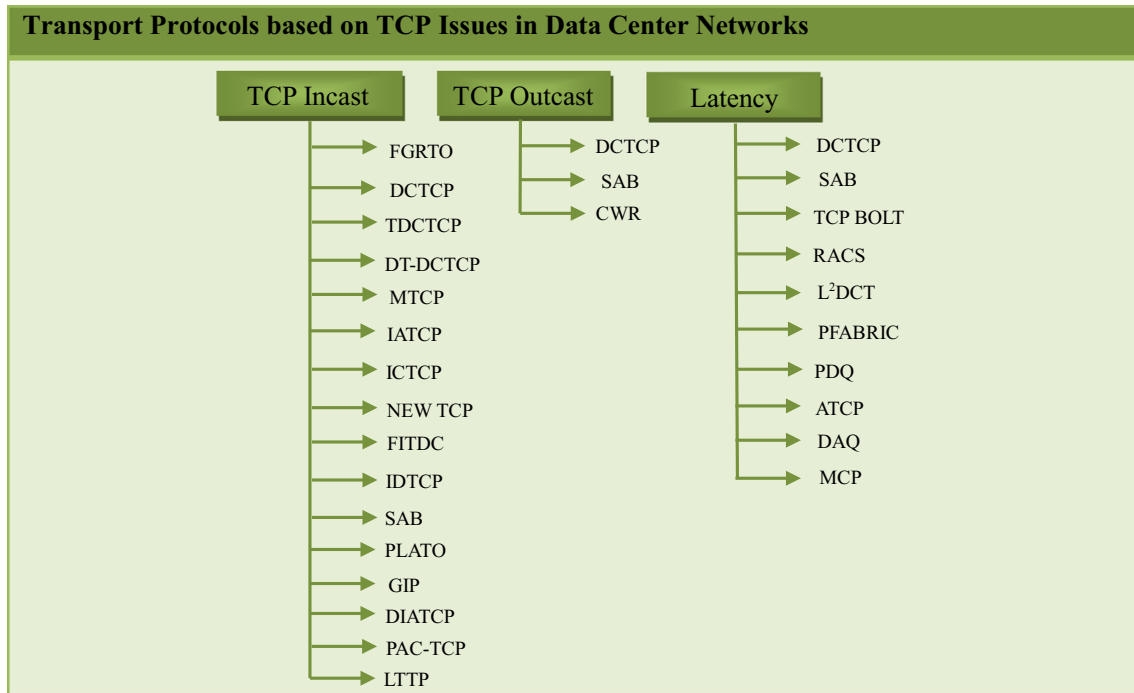 Transport Protocols based on TCP Issues in Data Center Networks
TCP Incast
FGRTO
DCTCP
TDCTCP
DT-DCTCP
MTCP
IATCP
ICTCP
NEW TCP
FITDC
IDTCP
SAB
PLATO
GIP
DIATCP
PAC-TCP
LTTP
TCP Outcast
DCTCP
SAB
CWR
Latency
DCTCP
SAB
TCP BOLT
RACS
L²DCT
PFABRIC
PDQ
ATCP
DAQ
MCP